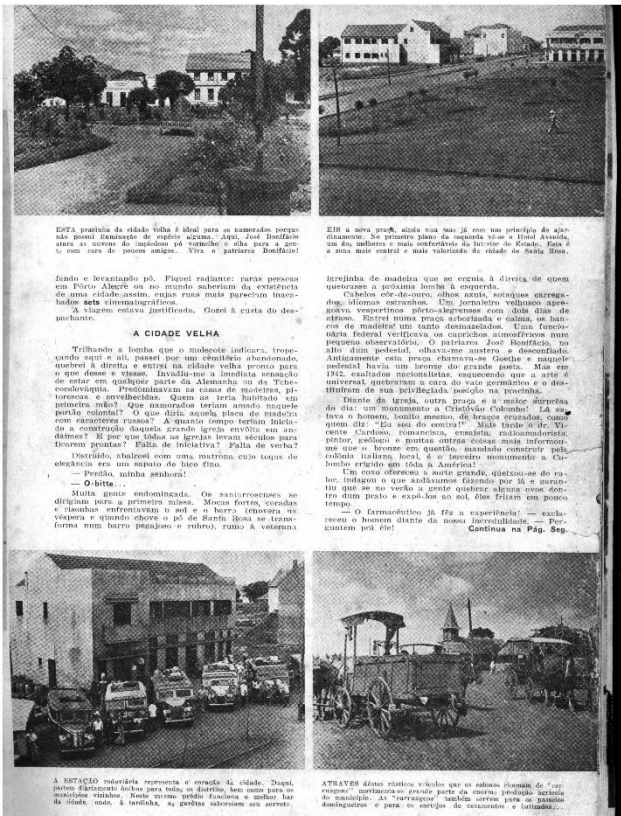 ESTA prasinha da cidade velha é ideal para os namorados porque
não possui iluminação de espécie alguma. Aqui, José Bonifácio
atura as nuvens do impiedoso pó vermelho e olha para a gen-
te com cara de poucos amigos. Viva o patriarca Bonifácio!
EIS a nova praça, ainda nua mas já com um princípio de ajar-
dinamento. No primeiro plano da esquerda vê-se o Hotel Avenida,
um dos melhores e mais confortáveis do interior do Estado. Esta é
a zona mais central e mais valorizada da cidade de Santa Rosa.
fando e levantando pó. Fiquei radiante: raras pessoas
em Pôrto Alegre ou no mundo saberiam da existência
de uma cidade assim, cujas ruas mais pareciam inaca-
bados sets cinematográficos.
A viagem estava justificada. Gozei à custa do des-
pachante.
A CIDADE VELHA
Trilhando a lomba que o molecote indicara, trope-
çando aqui e ali, passei por um cemitério abandonado,
quebrei à direita e entrei na cidade velha pronto para
o que desse e viesse. Invadiu-me a imediata sensação
de estar em qualquer parte da Alemanha ou da Tche-
coeslováquia. Predominavam as casas de madeiras, pi-
torescas e envelhecidas. Quem as teria habitado em
primeira mão? Que namorados teriam amado naquele
portão colonial? O que diria aquela placa de madeira
com caracteres russos? A quanto tempo teriam inicia-
do a construção daquela grande igreja envôlta em an-
daimes? E por que tôdas as igrejas levam séculos para
ficarem prontas? Falta de iniciativa? Falta de verba?
Distraído, abalroei com uma matrona cujo toque de
elegância era um sapato de bico fino.
— Perdão, minha senhora!
— O-bitte...
Muita gente endomingada. Os santarrosenses se
dirigiam para a primeira missa. Moças fortes, coradas
e risonhas enfrentavam o sol e o barro (chovera na
véspera e quando chove o pó de Santa Rosa se trans-
forma num barro pegajoso e rubro), rumo à veterana
igrejinha de madeira que se erguia à direita de quem
quebrasse a próxima lomba à esquerda.
Cabelos côr-de-ouro, olhos azuis, sotaques carrega-
dos, idiomas estranhos. Um jornaleiro velhusco apre-
goava vespertinos pôrto-alegrenses com dois dias de
atraso. Entrei numa praça arborizada e calma, os ban-
cos de madeira um tanto desmazelados. Uma funcio-
nária federal verificava os caprichos atmosféricos num
pequeno observatório. O patriarca José Bonifácio, no
alto dum pedestal, olhava-me austero e desconfiado.
Antigamente esta praça chamava-se Goethe e naquele
pedestal havia um bronze do grande poeta. Mas em
1942, exaltados nacionalistas, esquecendo que a arte é
universal, quebraram a cara do vate germânico e o des-
tituíram de sua privilegiada posição na pracinha.
Diante da igreja, outra praça e a maior surprêsa
do dia: um monumento a Cristóvão Colombo! Lá es-
tava o homem, bonito mesmo, de braços cruzados, como
quem diz: "Eu sou do contra!" Mais tarde o dr. Vi-
cente Cardoso, romancista, ensaísta, rádioamadorista,
pintor, geólogo e muitas outras coisas mais informou-
me que o bronze em questão, mandado construir pela
colônia italiana local, é o terceiro monumento a Co-
lombo erigido em tôda a América!
Um coxo ofereceu a sorte grande, queixou-se do ca-
lor, indagou o que andávamos fazendo por lá e garan-
tiu que se no verão a gente quebrar alguns ovos den-
tro dum prato e expô-los ao sol, êles fritam em pouco
tempo.
— O farmacêutico já fêz a experiência! — excla-
receu o homem diante da nossa incredulidade. — Per-
guntem prá êle! Continua na Pág. Seg.
A ESTAÇÃO rodoviária representa o coração da cidade. Daqui,
partem diàriamente ônibus para todos os distritos, bem como para os
municípios vizinhos. Neste mesmo prédio funciona o melhor bar
da cidade, onde, à tardinha, as garôtas saboreiam seu sorvete.
ATRAVÉS dêstes rústicos veículos que os colonos chamam de "car-
ruagens" movimenta-se grande parte da enorme produção agrícola
do município. As "carruagens" também servem para os passeios
domingueiros e para os cortejos de casamentos e batizados...